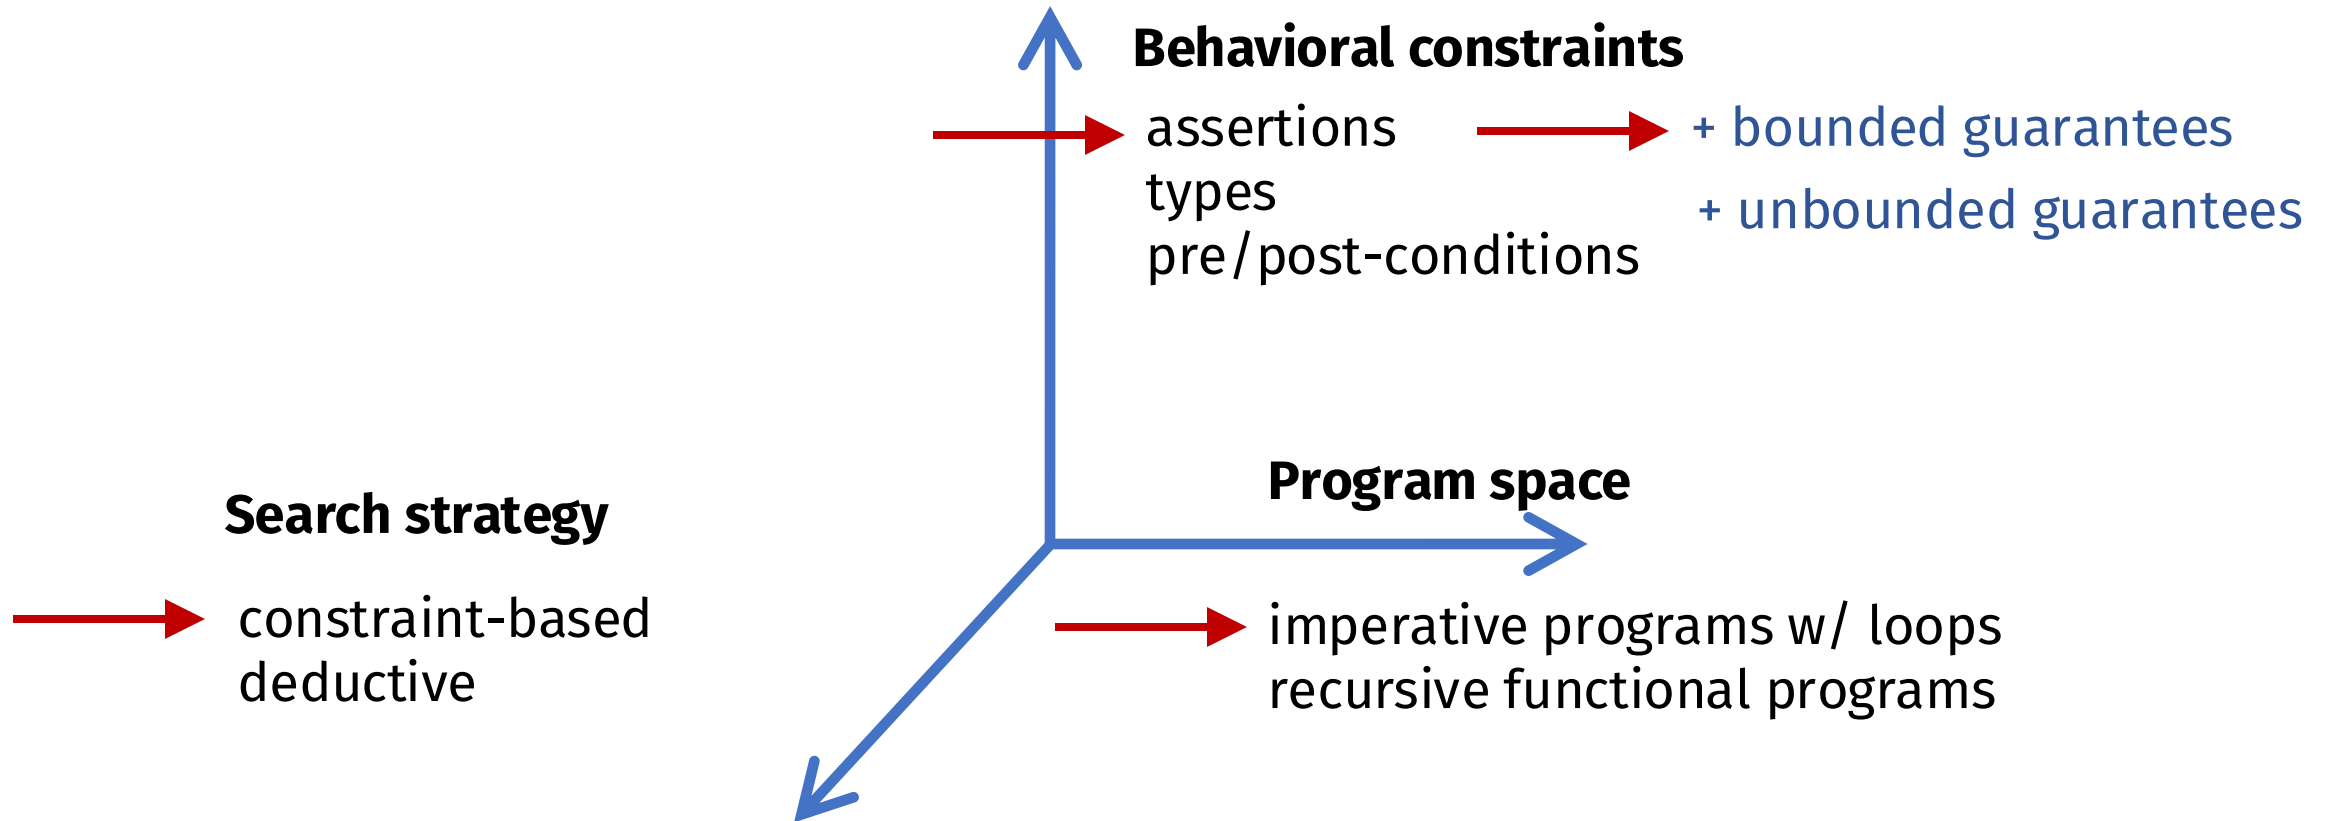 Behavioral constraints
assertions
+ bounded guarantees
types
+ unbounded guarantees
pre/post-conditions
Program space
Search strategy
imperative programs w/ loops
recursive functional programs
constraint-based
deductive